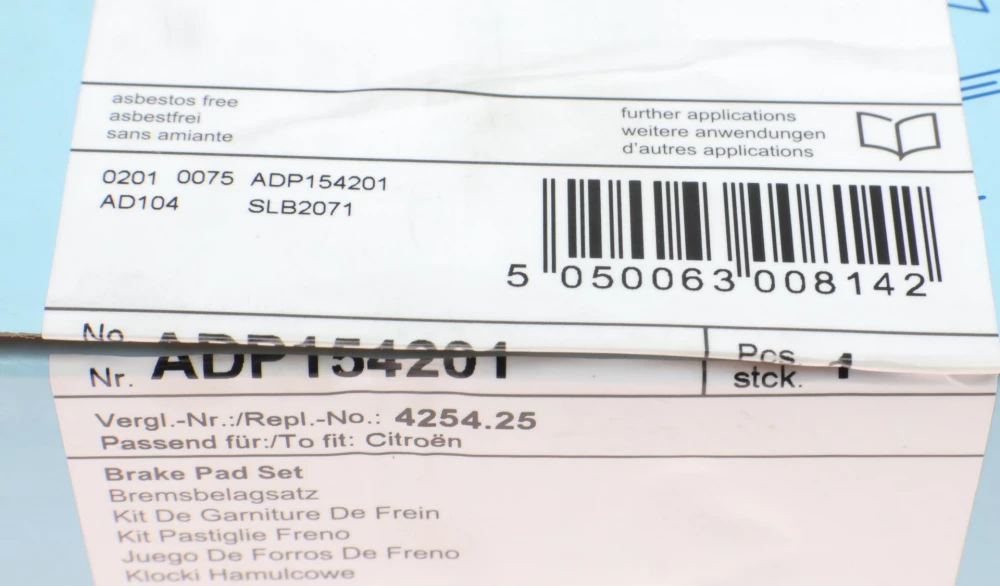 asbestos free
asbestfrei
sans amiante
further applications
weitere anwendungen
d'autres applications
0201 0075 ADP154201
AD104 SLB2071
5 050063 008142
No.
Nr. ADP154201
Pcs.
stck. 1
Vergl.-Nr.:/Repl.-No.: 4254.25
Passend für:/To fit: Citroën
Brake Pad Set
Bremsbelagsatz
Kit De Garniture De Frein
Kit Pastiglie Freno
Juego De Forros De Freno
Klocki Hamulcowe